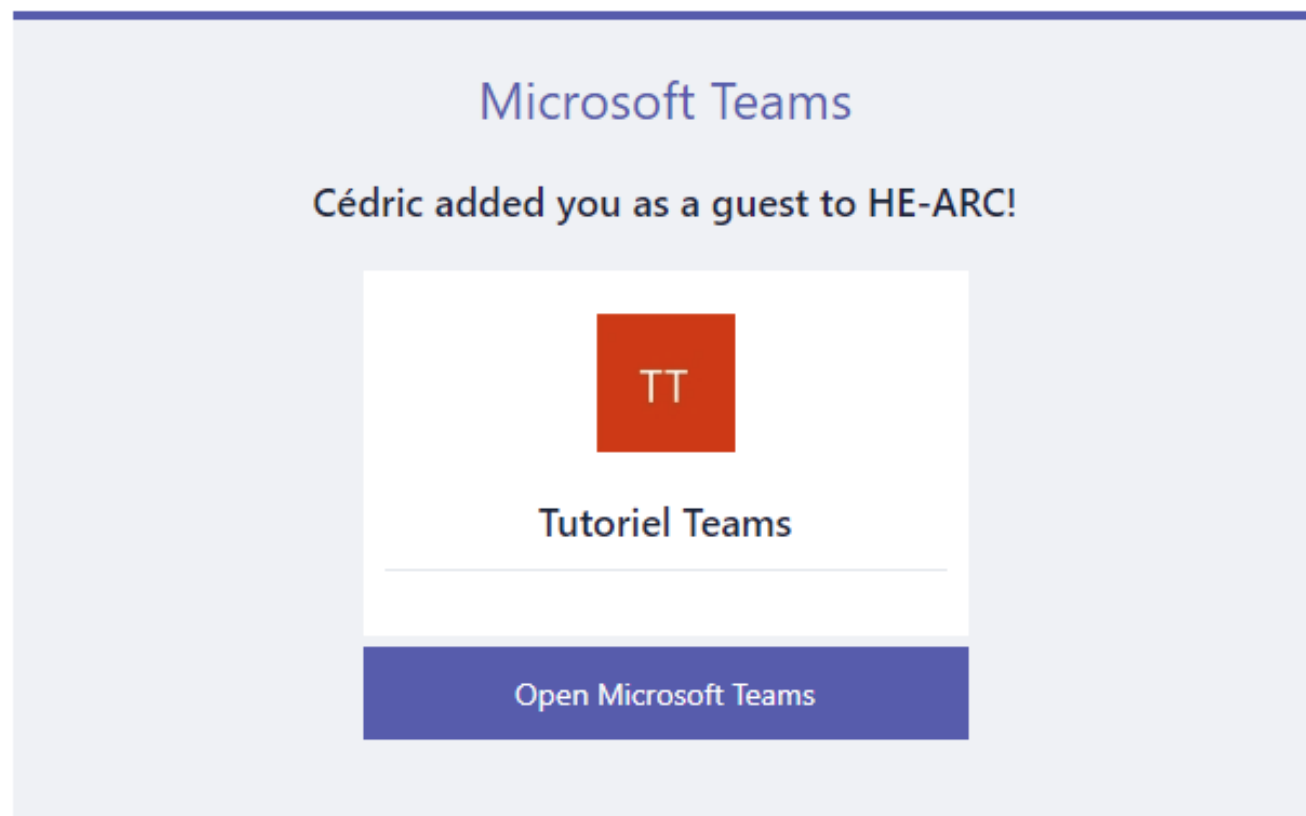 Microsoft Teams
Cédric added you as a guest to HE-ARC!
TT
Tutoriel Teams
Open Microsoft Teams